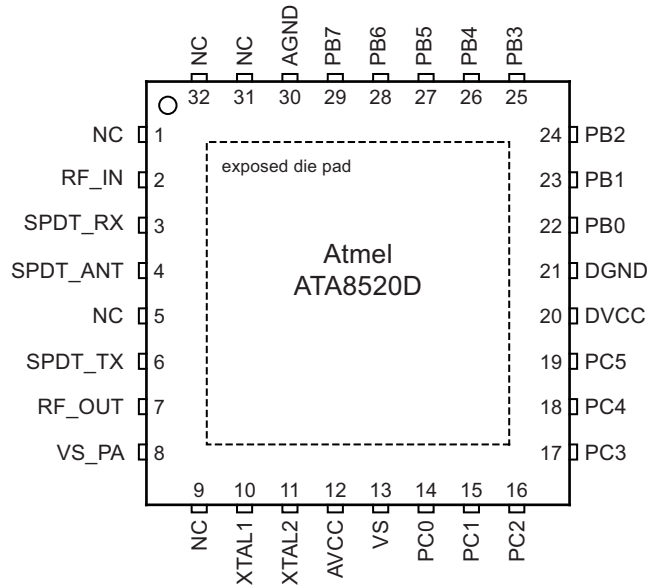 NC NC AGND PB7 PB6 PB5 PB4 PB3
32 31 30 29 28 27 26 25
NC 1 24 PB2
exposed die pad
RF_IN 2 23 PB1
SPDT_RX 3 22 PB0
Atmel
SPDT_ANT 4 21 DGND
ATA8520D
NC 5 20 DVCC
SPDT_TX 6 19 PC5
RF_OUT 7 18 PC4
VS_PA 8 17 PC3
9 10 11 12 13 14 15 16
NC XTAL1 XTAL2 AVCC VS PC0 PC1 PC2